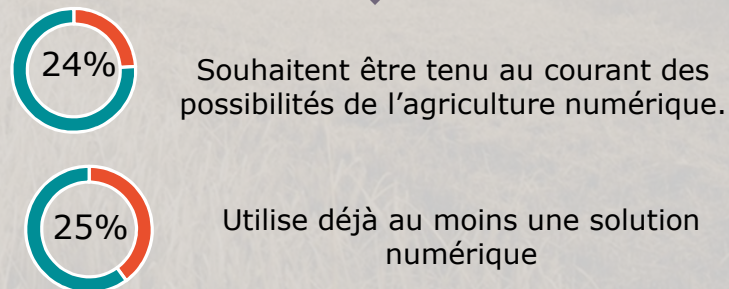 24%
Souhaitent être tenu au courant des
possibilités de l’agriculture numérique.
25%
Utilise déjà au moins une solution
numérique